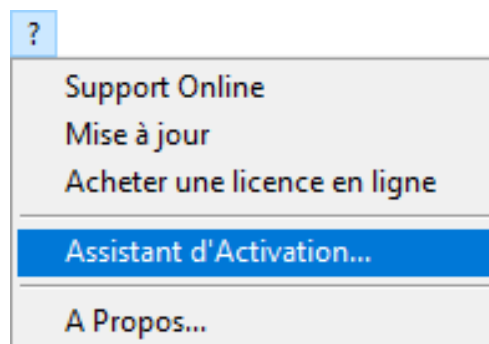 ?
Support Online
Mise à jour
Acheter une licence en ligne
Assistant d'Activation...
A Propos...